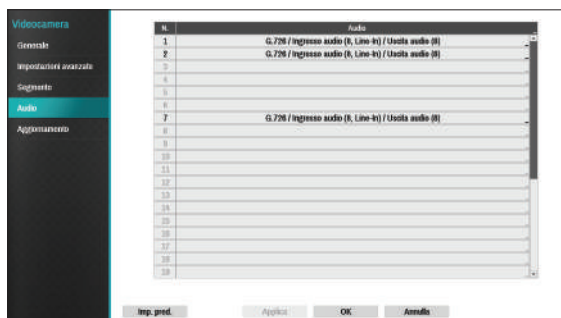 Videocamera
Generale
Impostazioni avanzate
Segmento
Audio
Aggiornamento
N. Audio
1 G.726 / Ingresso audio (8, Line-In) / Uscita audio (8)
2 G.726 / Ingresso audio (8, Line-In) / Uscita audio (8)
3
4
5
6
7 G.726 / Ingresso audio (8, Line-In) / Uscita audio (8)
8
9
10
11
12
13
14
15
16
17
18
19
Imp. pred. Applica OK Annulla